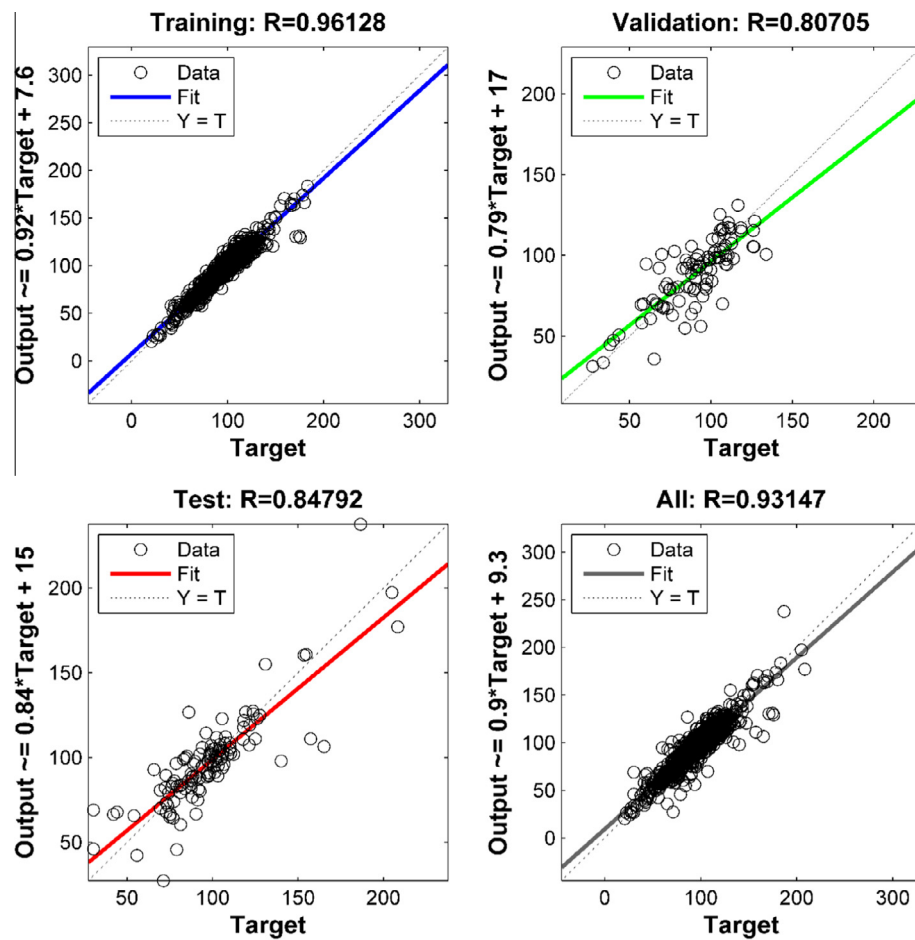 Training: R=0.96128
Output ~= 0.92*Target + 7.6
300
250
200
150
100
50
0
Data
Fit
Y = T
0
100
200
300
Target
Validation: R=0.80705
Output ~= 0.79*Target + 17
200
150
100
50
Data
Fit
Y = T
50
100
150
200
Target
Test: R=0.84792
Output ~= 0.84*Target + 15
200
150
100
50
Data
Fit
Y = T
50
100
150
200
Target
All: R=0.93147
Output ~= 0.9*Target + 9.3
300
250
200
150
100
50
0
Data
Fit
Y = T
0
100
200
300
Target